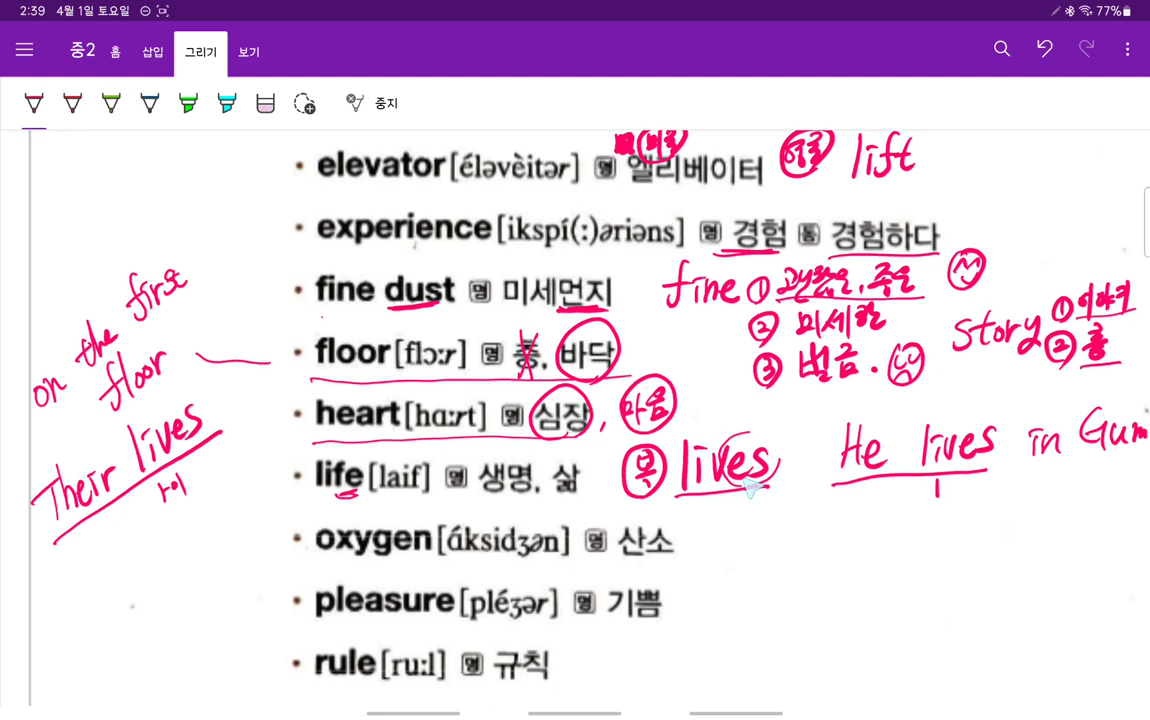 2:39 4월 1일 토요일 77%
중2 홈 삽입 그리기 보기
중지
미국 영국 lift
• elevator[éləvèitər] 명 엘리베이터
• experience[ikspí(:)əriəns] 명 경험 동 경험하다
• fine dust 명 미세먼지
fine ① 괜찮은, 좋은
② 미세한
③ 벌금.
story ① 이야기
② 층
on the first
floor
• floor[flɔ:r] 명 층, 바닥
• heart[hɑ:rt] 명 심장, 마음
• life[laif] 명 생명, 삶 복 lives He lives in Gum
Their lives
• oxygen[áksidʒən] 명 산소
• pleasure[pléʒər] 명 기쁨
• rule[ru:l] 명 규칙